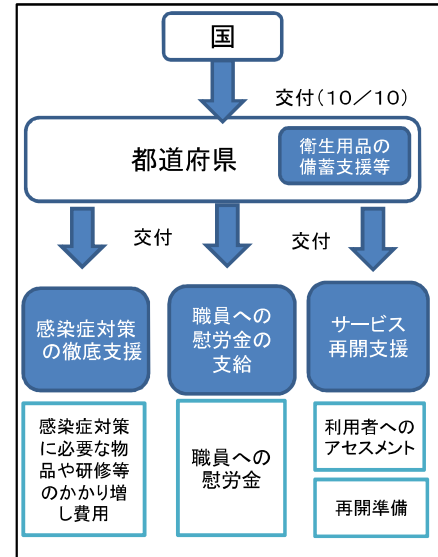 国
交付(10／10)
都道府県
衛生用品の
備蓄支援等
交付
交付
感染症対策
の徹底支援
職員への
慰労金の
支給
サービス
再開支援
感染症対策
に必要な物
品や研修等
のかかり増
し費用
職員への
慰労金
利用者への
アセスメント
再開準備